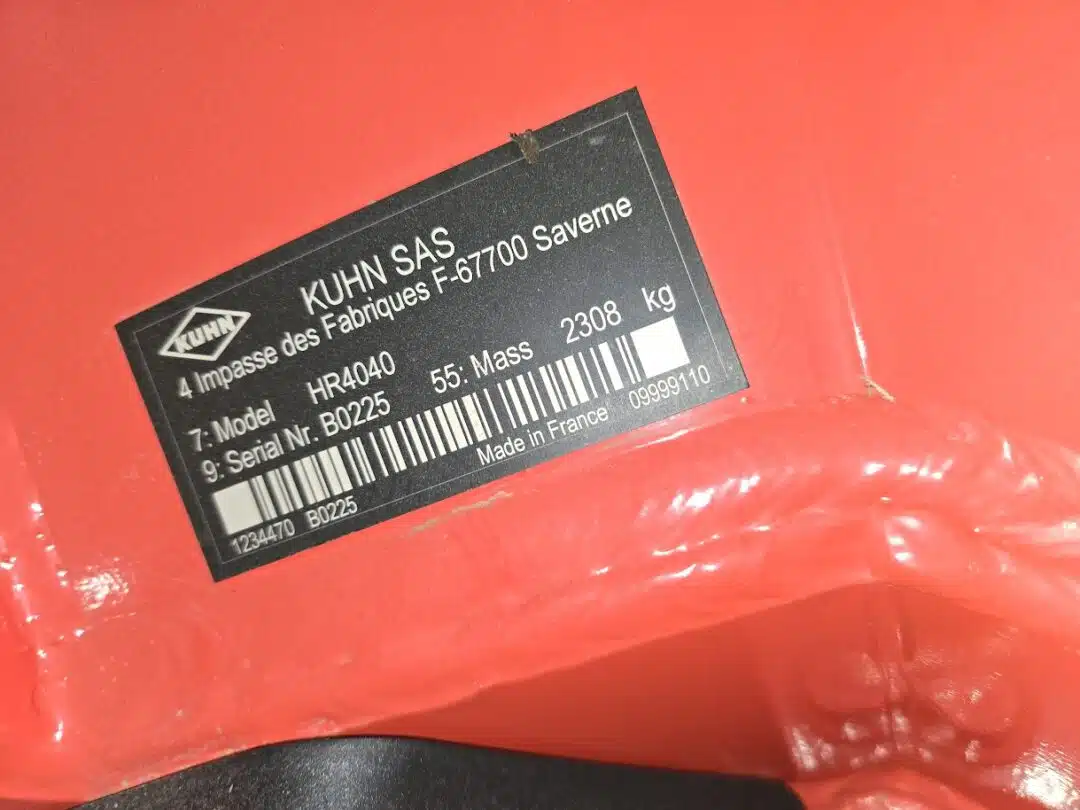 KUHN
KUHN SAS
4 Impasse des Fabriques F-67700 Saverne
7: Model HR4040
9: Serial Nr. B0225 55: Mass 2308 kg
1234470 B0225 Made in France 09999110